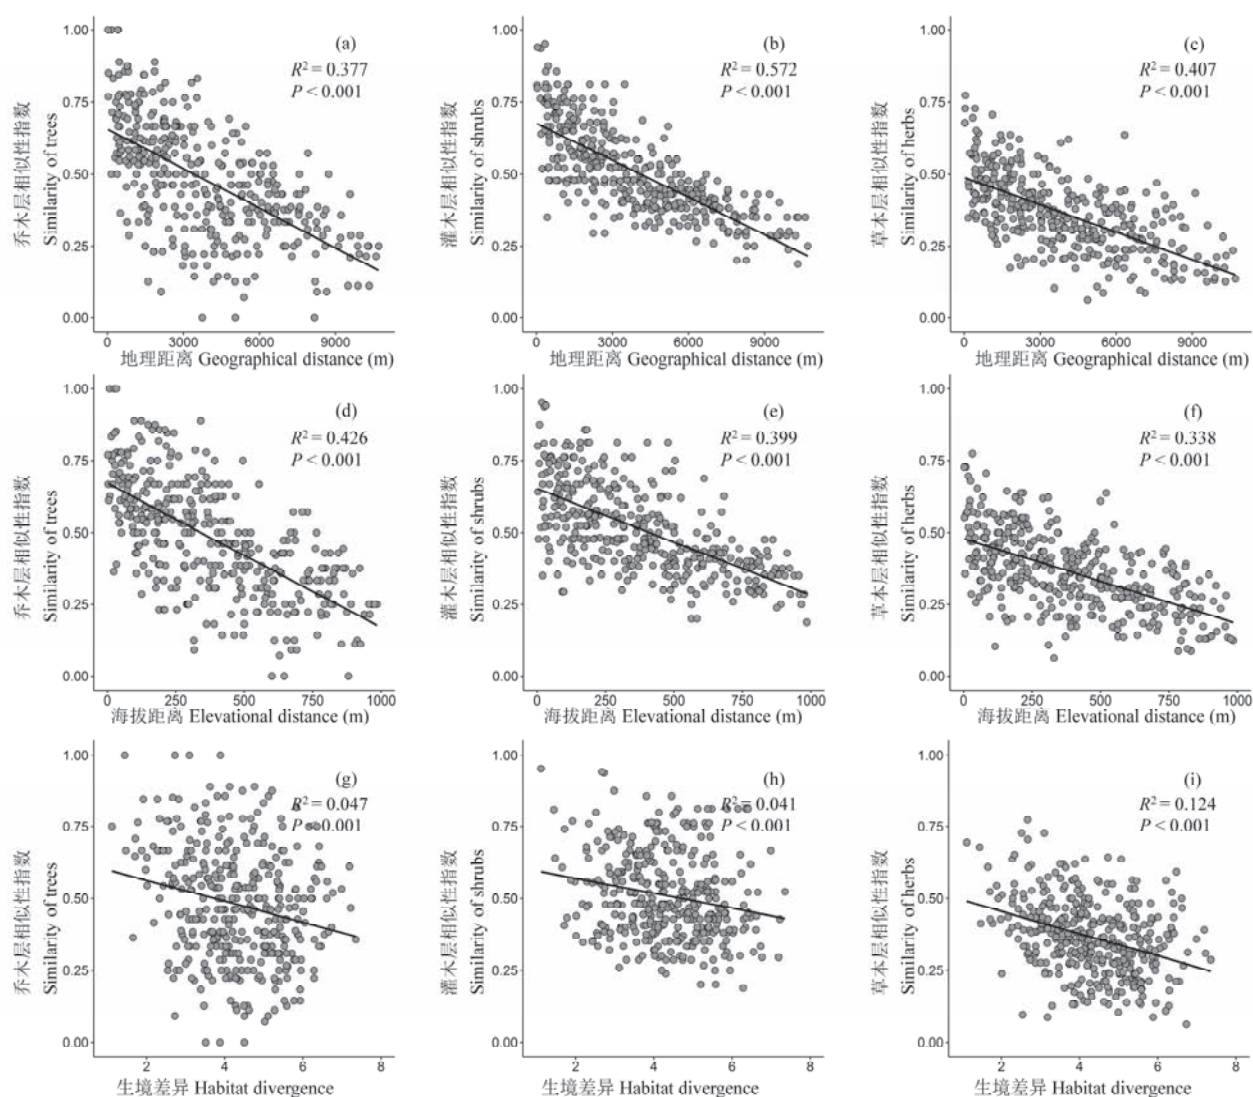 1.00
0.75
0.50
0.25
0.00
乔木层相似性指数
Similarity of trees
(a)
R² = 0.377
P < 0.001
0
3000
6000
9000
地理距离 Geographical distance (m)
1.00
0.75
0.50
0.25
0.00
灌木层相似性指数
Similarity of shrubs
(b)
R² = 0.572
P < 0.001
0
3000
6000
9000
地理距离 Geographical distance (m)
1.00
0.75
0.50
0.25
0.00
草本层相似性指数
Similarity of herbs
(c)
R² = 0.407
P < 0.001
0
3000
6000
9000
地理距离 Geographical distance (m)
1.00
0.75
0.50
0.25
0.00
乔木层相似性指数
Similarity of trees
(d)
R² = 0.426
P < 0.001
0
250
500
750
1000
海拔距离 Elevational distance (m)
1.00
0.75
0.50
0.25
0.00
灌木层相似性指数
Similarity of shrubs
(e)
R² = 0.399
P < 0.001
0
250
500
750
1000
海拔距离 Elevational distance (m)
1.00
0.75
0.50
0.25
0.00
草本层相似性指数
Similarity of herbs
(f)
R² = 0.338
P < 0.001
0
250
500
750
1000
海拔距离 Elevational distance (m)
1.00
0.75
0.50
0.25
0.00
乔木层相似性指数
Similarity of trees
(g)
R² = 0.047
P < 0.001
2
4
6
8
生境差异 Habitat divergence
1.00
0.75
0.50
0.25
0.00
灌木层相似性指数
Similarity of shrubs
(h)
R² = 0.041
P < 0.001
2
4
6
8
生境差异 Habitat divergence
1.00
0.75
0.50
0.25
0.00
草本层相似性指数
Similarity of herbs
(i)
R² = 0.124
P < 0.001
2
4
6
8
生境差异 Habitat divergence